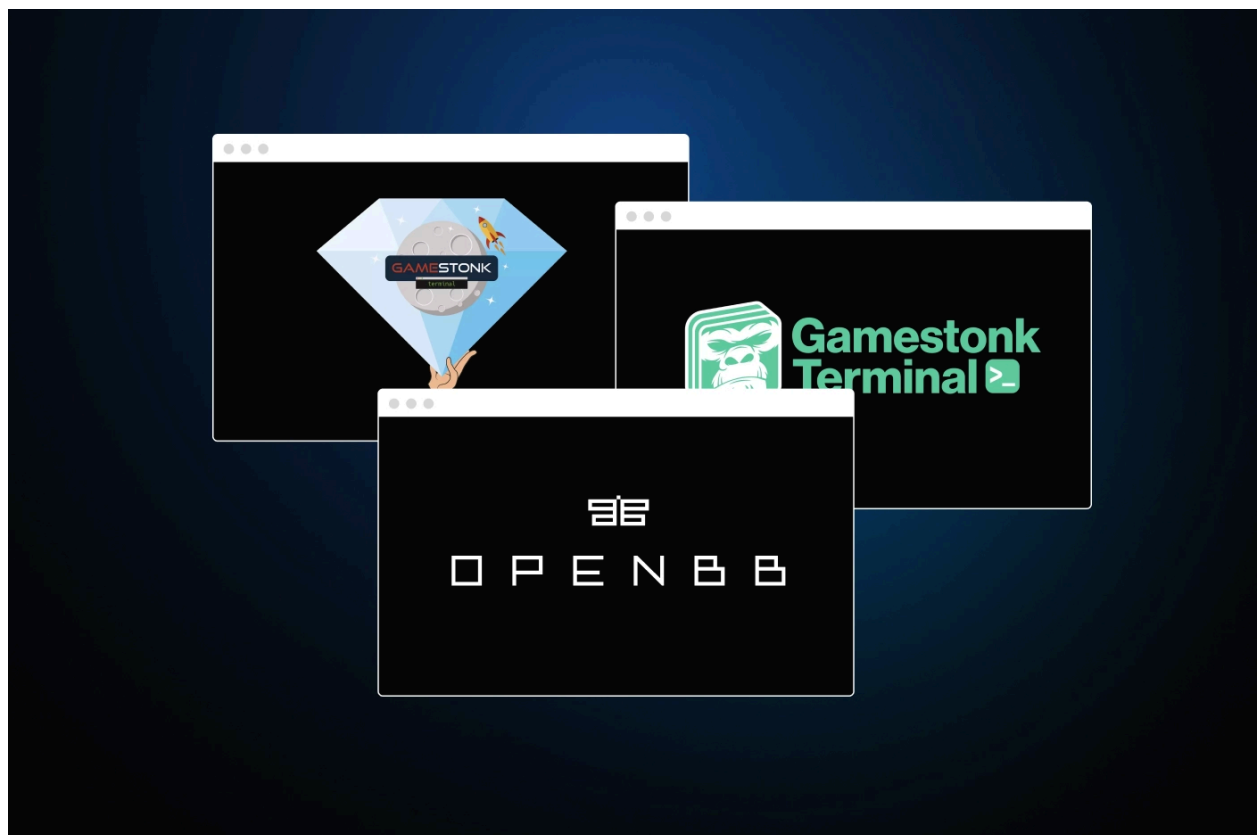 GAMESTONK
terminal
Gamestonk
Terminal >_
OPENBB